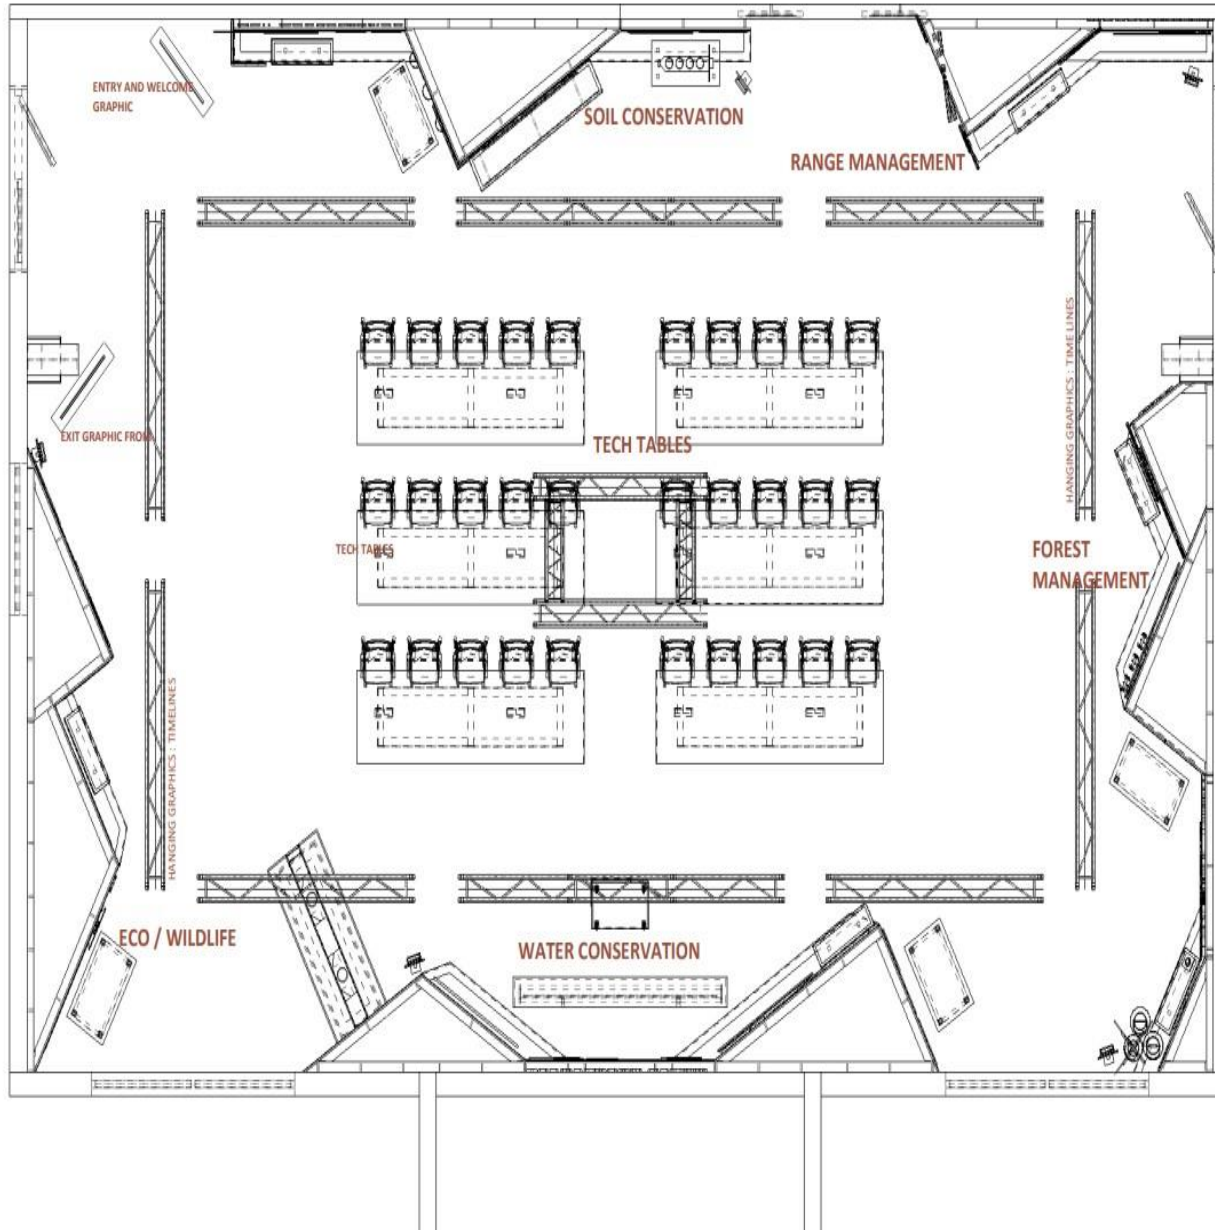 ENTRY AND WELCOME
GRAPHIC
SOIL CONSERVATION
RANGE MANAGEMENT
HANGING GRAPHICS : TIME LINES
EXIT GRAPHIC FROM
TECH TABLES
TECH TABLES
FOREST
MANAGEMENT
HANGING GRAPHICS : TIMELINES
ECO / WILDLIFE
WATER CONSERVATION